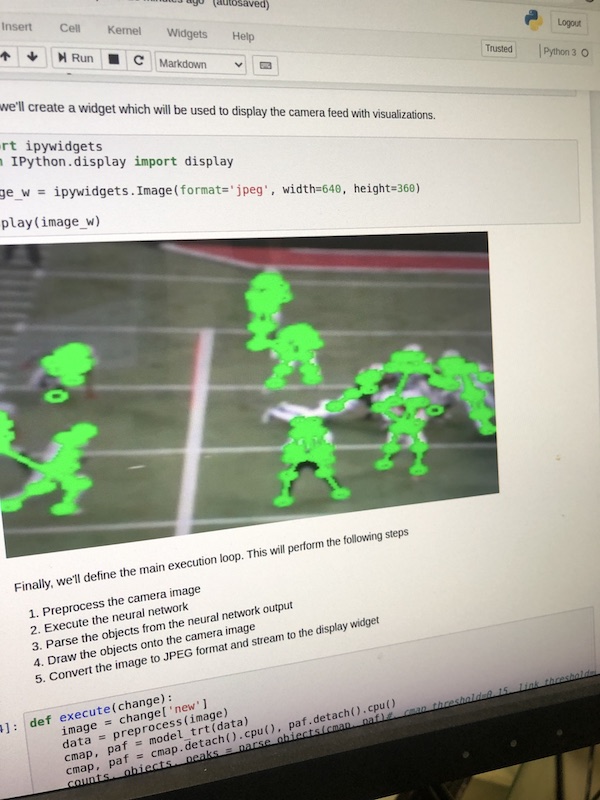 ago (autosaved)
Logout
Insert Cell Kernel Widgets Help
Trusted
Python 3
Run
Markdown
we'll create a widget which will be used to display the camera feed with visualizations.
rt ipywidgets
IPython.display import display
ge_w = ipywidgets.Image(format='jpeg', width=640, height=360)
play(image_w)
Finally, we'll define the main execution loop. This will perform the following steps
1. Preprocess the camera image
2. Execute the neural network
3. Parse the objects from the neural network output
4. Draw the objects onto the camera image
5. Convert the image to JPEG format and stream to the display widget
4]: def execute(change):
image = change['new']
data = preprocess(image)
cmap, paf = model_trt(data)
cmap, paf = cmap.detach().cpu(), paf.detach().cpu()
counts, objects, peaks = parse_objects(cmap, paf)#, cmap_threshold=0.15, link_threshold=